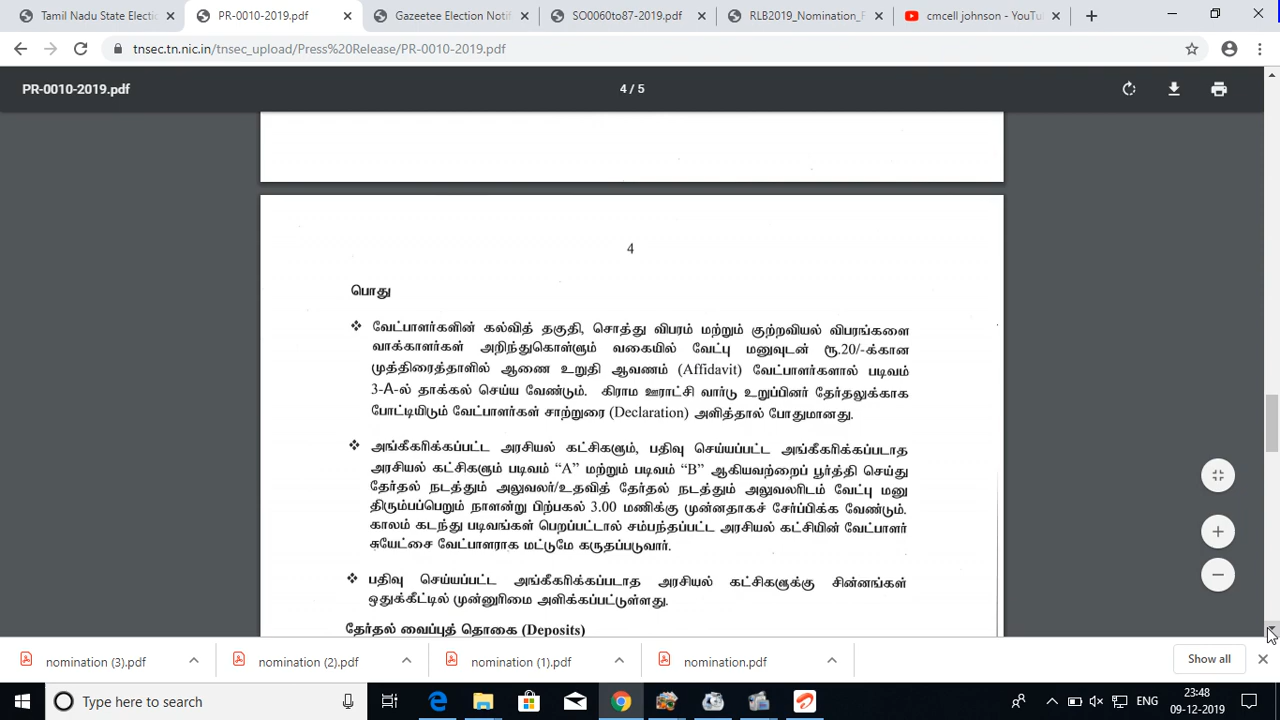 Tamil Nadu State Electi
PR-0010-2019.pdf
Gazeetee Election Notif
SO0060to87-2019.pdf
RLB2019_Nomination_F
cmcell johnson - YouTu
tnsec.tn.nic.in/tnsec_upload/Press%20Release/PR-0010-2019.pdf
PR-0010-2019.pdf
4 / 5
4
பொது
❖ வேட்பாளர்களின் கல்வித் தகுதி, சொத்து விபரம் மற்றும் குற்றவியல் விபரங்களை
வாக்காளர்கள் அறிந்துகொள்ளும் வகையில் வேட்பு மனுவுடன் ரூ.20/-க்கான
முத்திரைத்தாளில் ஆணை உறுதி ஆவணம் (Affidavit) வேட்பாளர்களால் படிவம்
3-A-ல் தாக்கல் செய்ய வேண்டும். கிராம ஊராட்சி வார்டு உறுப்பினர் தேர்தலுக்காக
போட்டியிடும் வேட்பாளர்கள் சாற்றுரை (Declaration) அளித்தால் போதுமானது.
❖ அங்கீகரிக்கப்பட்ட அரசியல் கட்சிகளும், பதிவு செய்யப்பட்ட அங்கீகரிக்கப்படாத
அரசியல் கட்சிகளும் படிவம் “A” மற்றும் படிவம் “B” ஆகியவற்றைப் பூர்த்தி செய்து
தேர்தல் நடத்தும் அலுவலர்/உதவித் தேர்தல் நடத்தும் அலுவலரிடம் வேட்பு மனு
திரும்பப்பெறும் நாளன்று பிற்பகல் 3.00 மணிக்கு முன்னதாகச் சேர்ப்பிக்க வேண்டும்.
காலம் கடந்து படிவங்கள் பெறப்பட்டால் சம்பந்தப்பட்ட அரசியல் கட்சியின் வேட்பாளர்
சுயேட்சை வேட்பாளராக மட்டுமே கருதப்படுவார்.
❖ பதிவு செய்யப்பட்ட அங்கீகரிக்கப்படாத அரசியல் கட்சிகளுக்கு சின்னங்கள்
ஒதுக்கீட்டில் முன்னுரிமை அளிக்கப்பட்டுள்ளது.
தேர்தல் வைப்புத் தொகை (Deposits)
nomination (3).pdf
nomination (2).pdf
nomination (1).pdf
nomination.pdf
Show all
Type here to search
ENG
23:48
09-12-2019